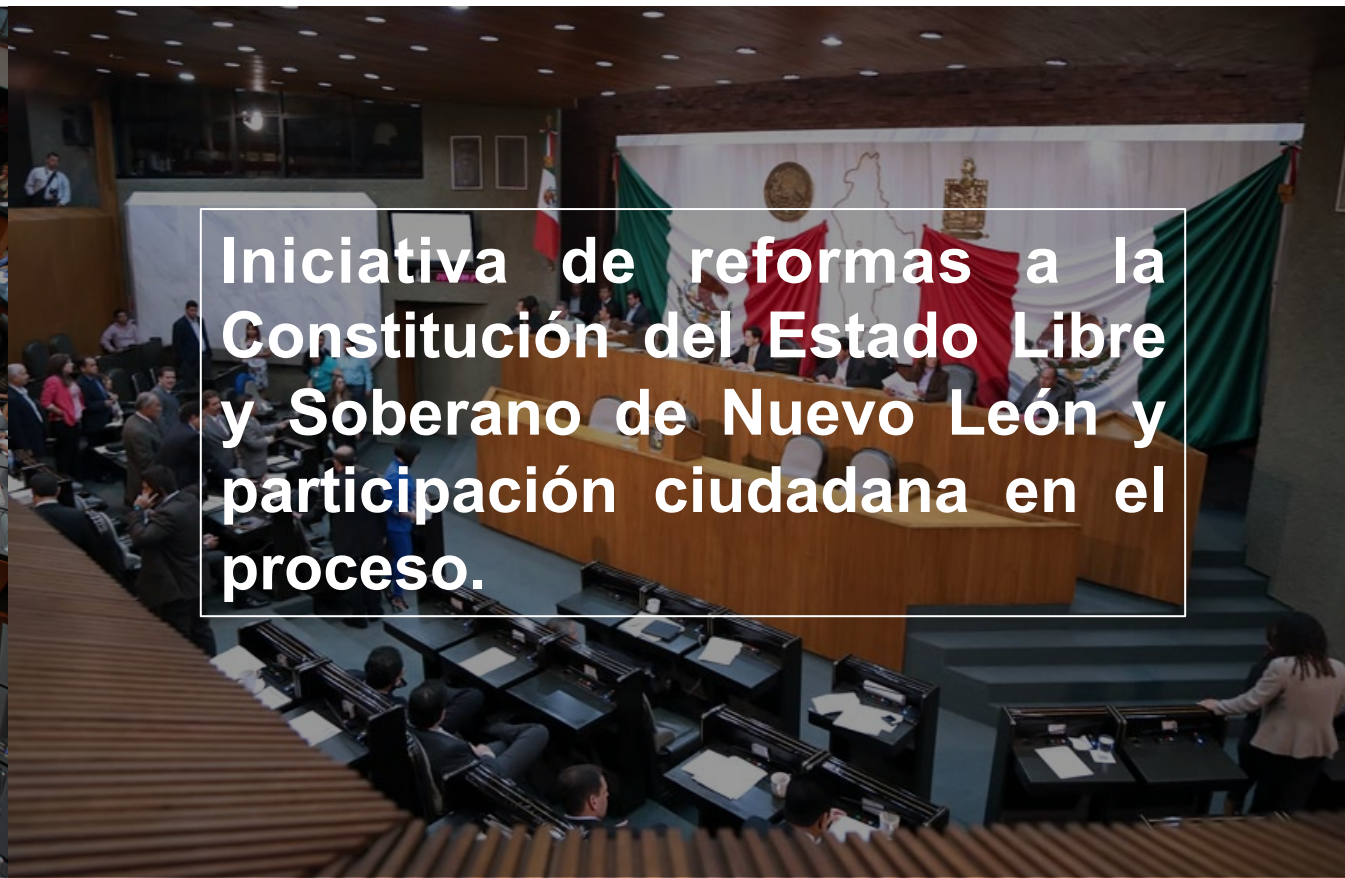 Iniciativa de reformas a la
Constitución del Estado Libre
y Soberano de Nuevo León y
participación ciudadana en el
proceso.